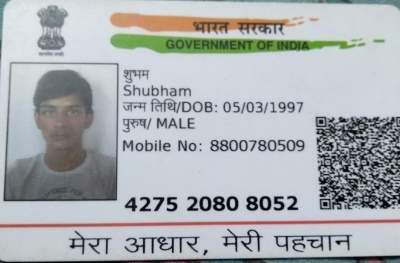 भारत सरकार
GOVERNMENT OF INDIA
शुभम
Shubham
जन्म तिथि/DOB: 05/03/1997
पुरुष/ MALE
Mobile No: 8800780509
4275 2080 8052
मेरा आधार, मेरी पहचान